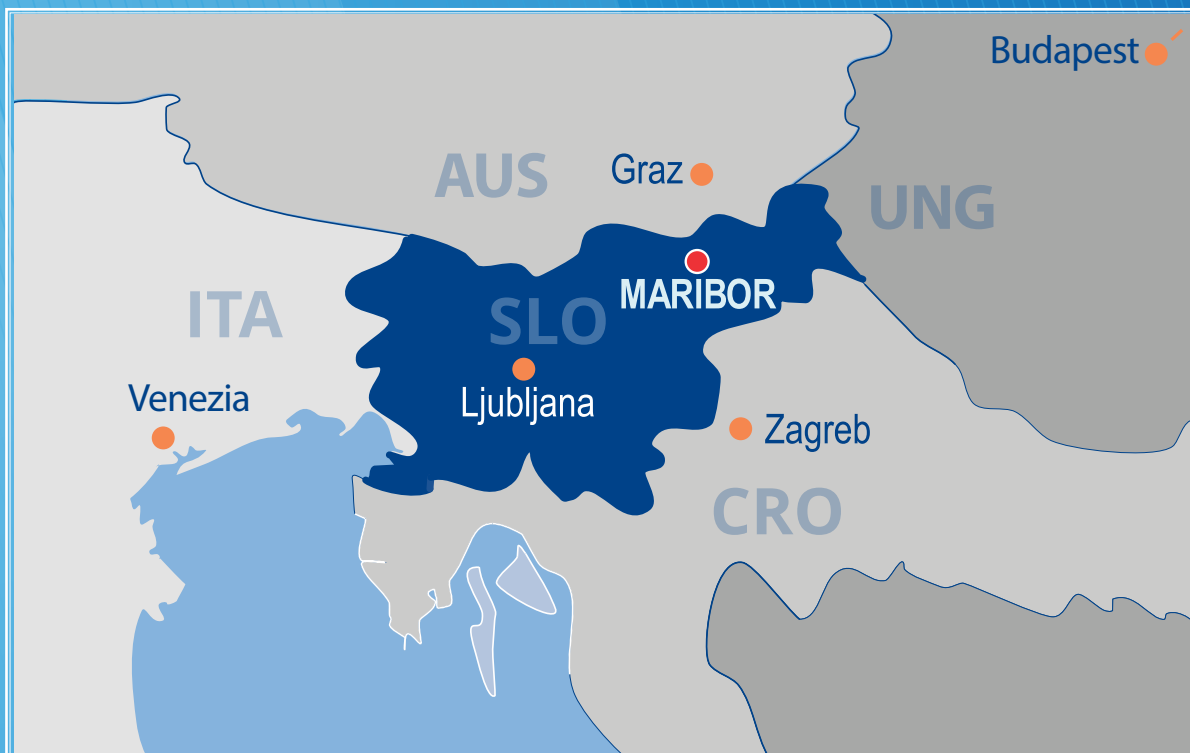 Budapest
AUS
Graz
UNG
ITA
SLO
MARIBOR
Venezia
Ljubljana
Zagreb
CRO